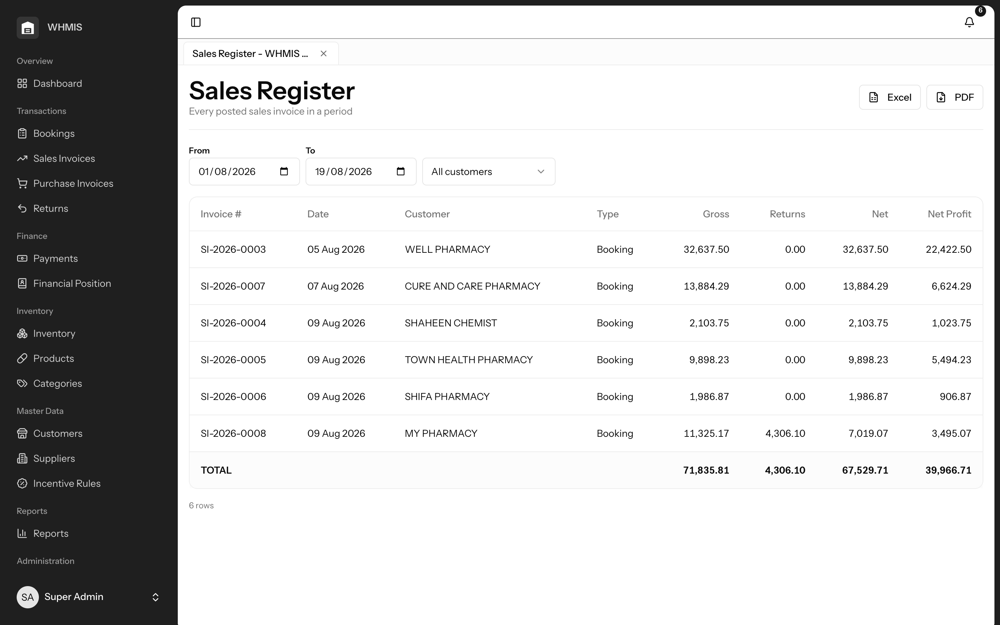 WHMIS
Overview
Dashboard
Transactions
Bookings
Sales Invoices
Purchase Invoices
Returns
Finance
Payments
Financial Position
Inventory
Inventory
Products
Categories
Master Data
Customers
Suppliers
Incentive Rules
Reports
Reports
Administration
SA Super Admin
6
Sales Register - WHMIS ...
Sales Register
Every posted sales invoice in a period
Excel PDF
From To
01/08/2026 19/08/2026 All customers
Invoice # Date Customer Type Gross Returns Net Net Profit
SI-2026-0003 05 Aug 2026 WELL PHARMACY Booking 32,637.50 0.00 32,637.50 22,422.50
SI-2026-0007 07 Aug 2026 CURE AND CARE PHARMACY Booking 13,884.29 0.00 13,884.29 6,624.29
SI-2026-0004 09 Aug 2026 SHAHEEN CHEMIST Booking 2,103.75 0.00 2,103.75 1,023.75
SI-2026-0005 09 Aug 2026 TOWN HEALTH PHARMACY Booking 9,898.23 0.00 9,898.23 5,494.23
SI-2026-0006 09 Aug 2026 SHIFA PHARMACY Booking 1,986.87 0.00 1,986.87 906.87
SI-2026-0008 09 Aug 2026 MY PHARMACY Booking 11,325.17 4,306.10 7,019.07 3,495.07
TOTAL 71,835.81 4,306.10 67,529.71 39,966.71
6 rows